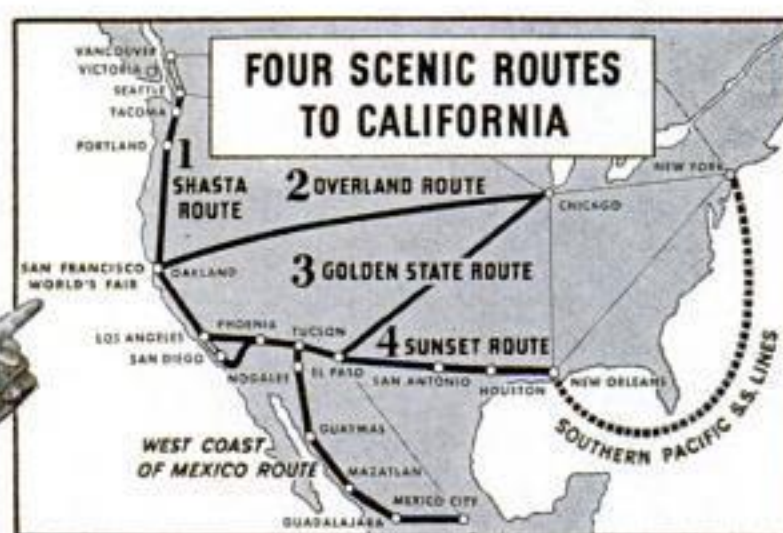 FOUR SCENIC ROUTES
TO CALIFORNIA
VANCOUVER
VICTORIA
SEATTLE
TACOMA
PORTLAND
1
SHASTA
ROUTE
2 OVERLAND ROUTE
NEW YORK
CHICAGO
SAN FRANCISCO
WORLD'S FAIR
OAKLAND
3 GOLDEN STATE ROUTE
LOS ANGELES
PHOENIX
TUCSON
4 SUNSET ROUTE
SAN DIEGO
NOGALES
EL PASO
SAN ANTONIO
HOUSTON
NEW ORLEANS
SOUTHERN PACIFIC S.S. LINES
GUAYMAS
WEST COAST
OF MEXICO ROUTE
MAZATLAN
MEXICO CITY
GUADALAJARA